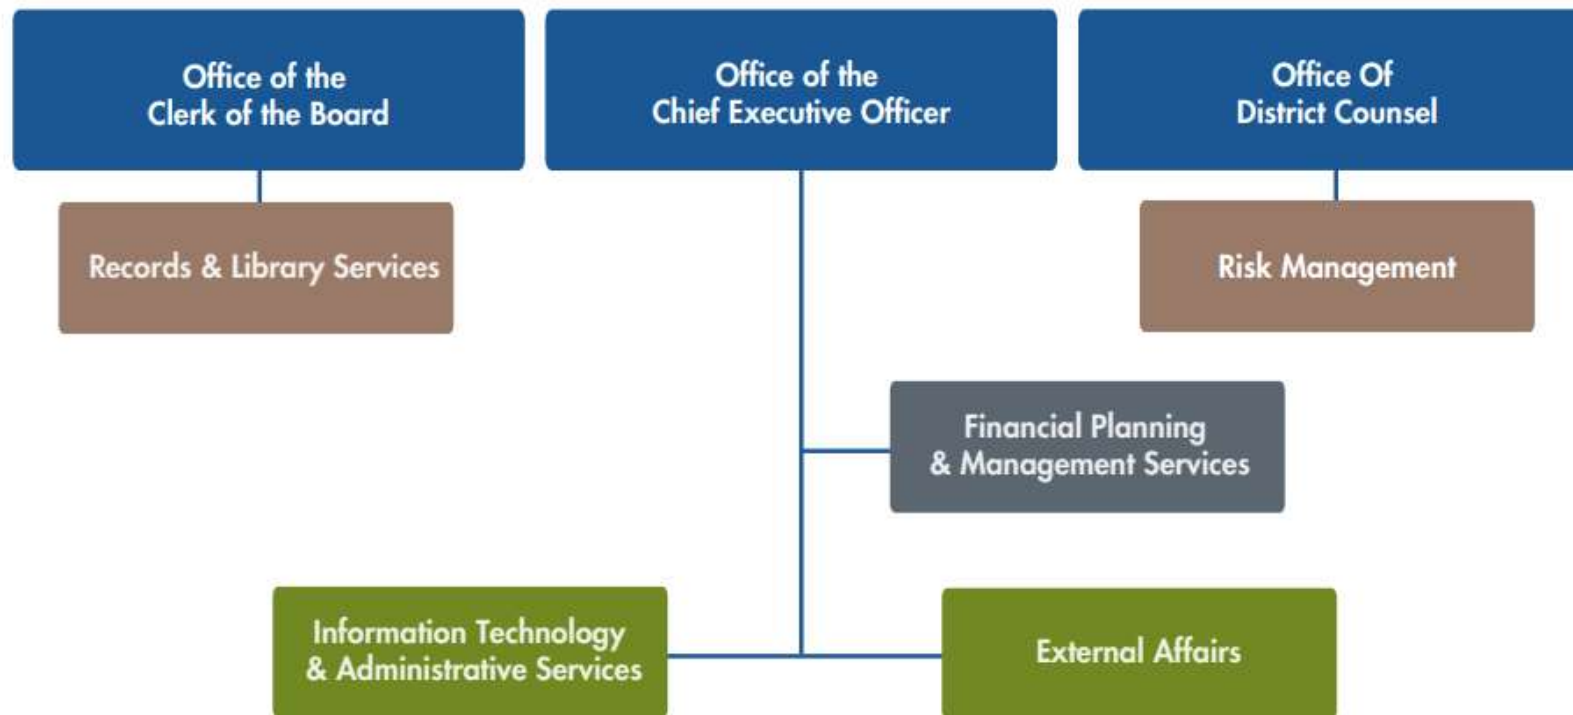 Office of the
Clerk of the Board
Office of the
Chief Executive Officer
Office Of
District Counsel
Records & Library Services
Risk Management
Financial Planning
& Management Services
Information Technology
& Administrative Services
External Affairs